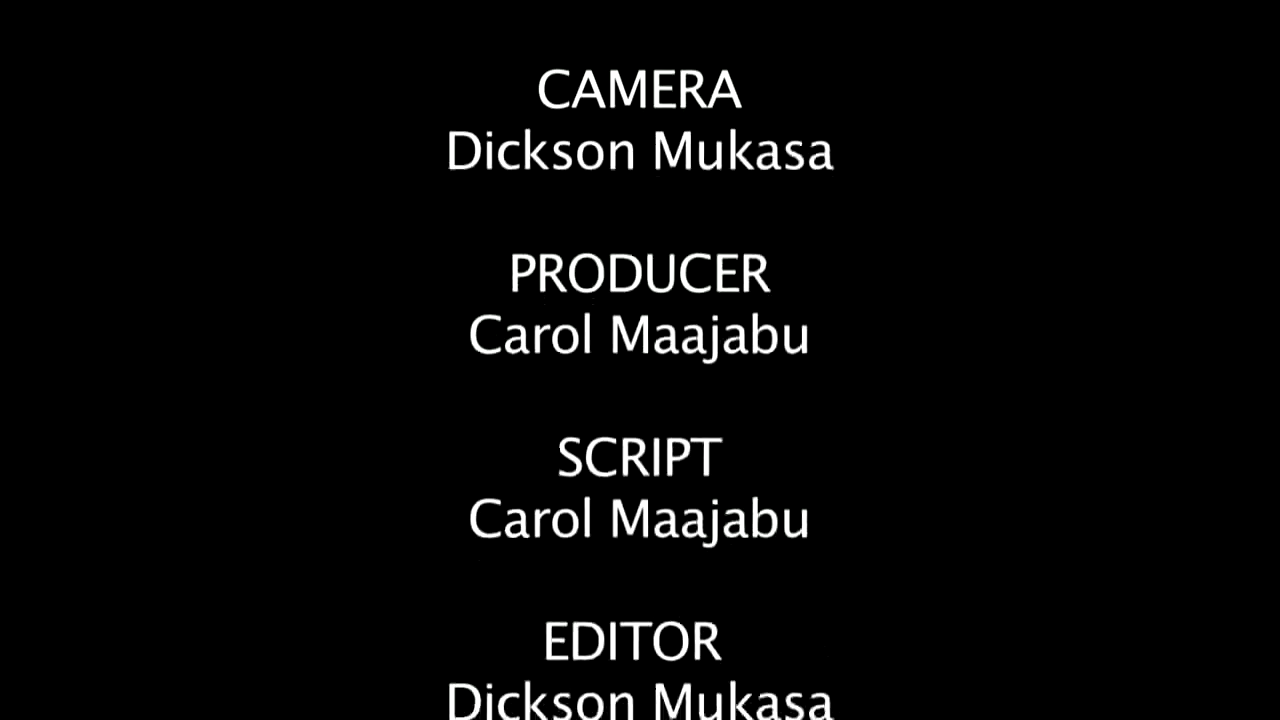 CAMERA
Dickson Mukasa
PRODUCER
Carol Maajabu
SCRIPT
Carol Maajabu
EDITOR
Dickson Mukasa